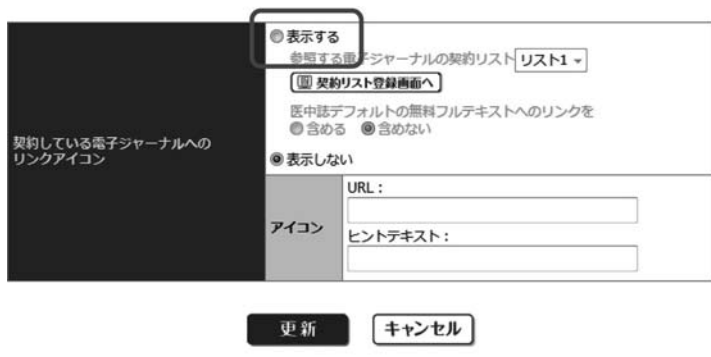 表示する
参照する電子ジャーナルの契約リスト リスト1
契約リスト登録画面へ
医中誌デフォルトの無料フルテキストへのリンクを
含める 含めない
契約している電子ジャーナルへの
リンクアイコン
表示しない
アイコン
URL：
ヒントテキスト：
更新 キャンセル